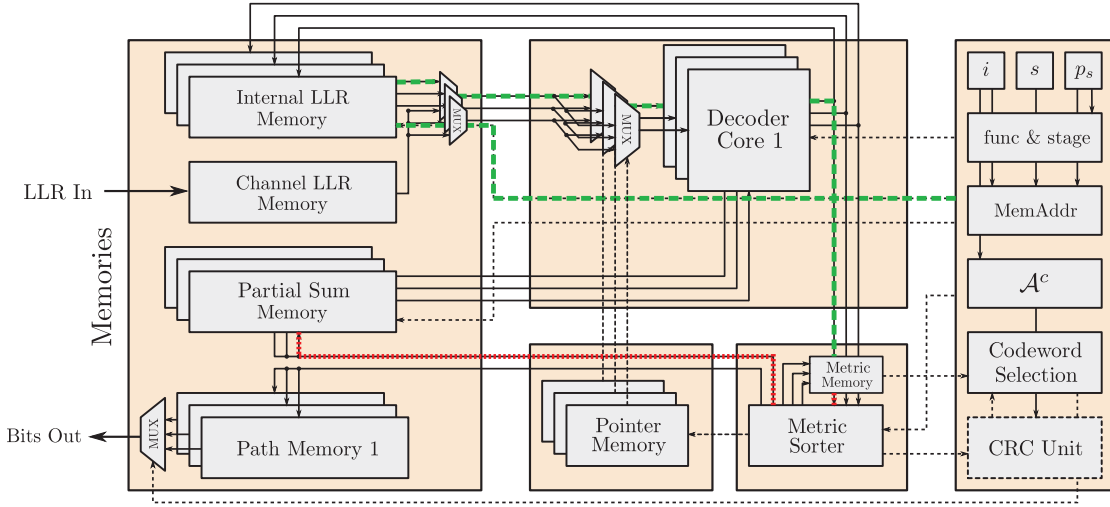 Internal LLR
Memory
MUX
Channel LLR
Memory
LLR In
Memories
Partial Sum
Memory
MUX
Path Memory 1
Bits Out
MUX
Decoder
Core 1
Pointer
Memory
Metric
Memory
Metric
Sorter
i
s
p_s
func & stage
MemAddr
𝒜^c
Codeword
Selection
CRC Unit